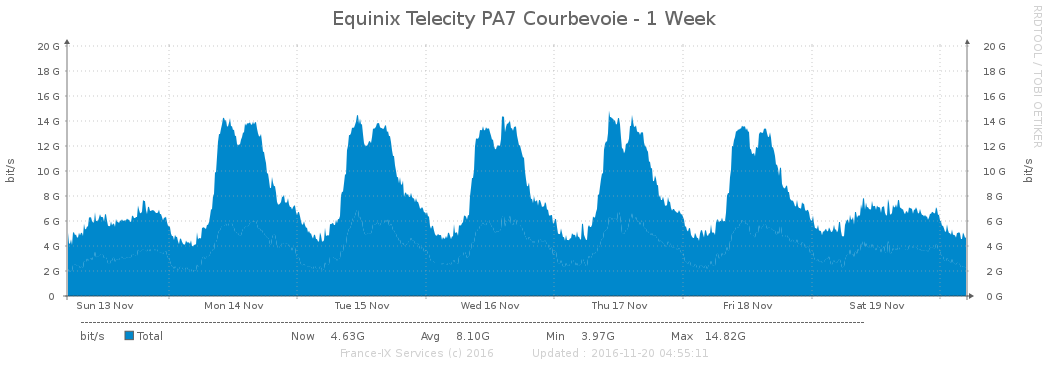 Equinix Telecity PA7 Courbevoie - 1 Week
RRDTOOL / TOBI OETIKER
bit/s
20 G 20 G
18 G 18 G
16 G 16 G
14 G 14 G
12 G 12 G
10 G 10 G
8 G 8 G
6 G 6 G
4 G 4 G
2 G 2 G
0 0 G
bit/s
Sun 13 Nov Mon 14 Nov Tue 15 Nov Wed 16 Nov Thu 17 Nov Fri 18 Nov Sat 19 Nov
bit/s Total Now 4.63G Avg 8.10G Min 3.97G Max 14.82G
France-IX Services (c) 2016 Updated : 2016-11-20 04:55:11